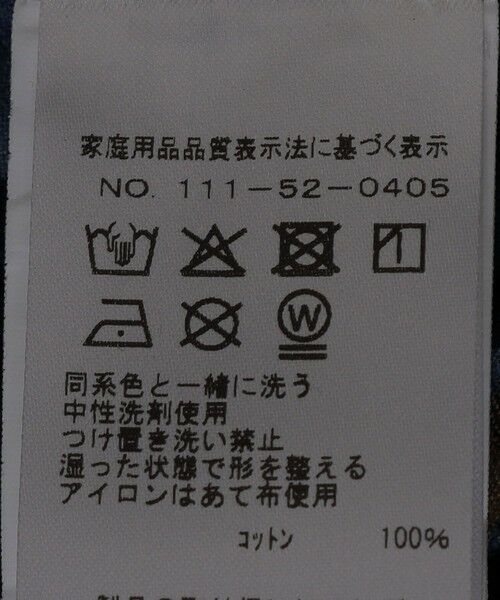 家庭用品品質表示法に基づく表示
NO. 111-52-0405
W
同系色と一緒に洗う
中性洗剤使用
つけ置き洗い禁止
湿った状態で形を整える
アイロンはあて布使用
コットン 100%